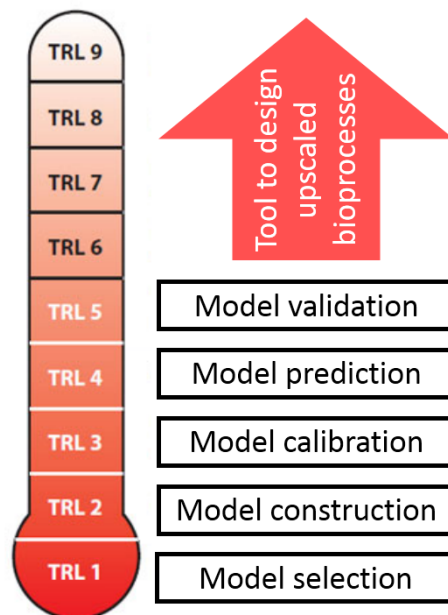 TRL 9
TRL 8
TRL 7
TRL 6
TRL 5
TRL 4
TRL 3
TRL 2
TRL 1
Tool to design
upscaled
bioprocesses
Model validation
Model prediction
Model calibration
Model construction
Model selection